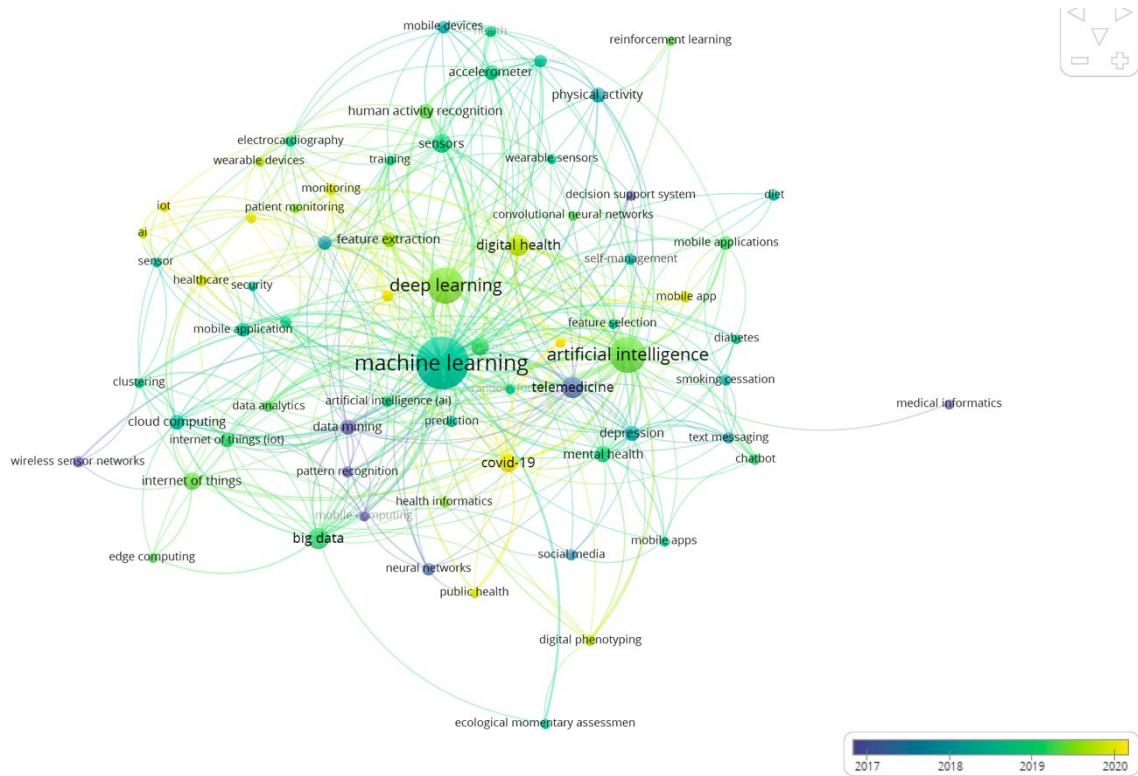 mobile devices
health
reinforcement learning
accelerometer
physical activity
human activity recognition
sensors
electrocardiography
training
wearable sensors
wearable devices
monitoring
decision support system
diet
iot
patient monitoring
convolutional neural networks
ai
feature extraction
digital health
mobile applications
sensor
self-management
healthcare
security
deep learning
mobile app
mobile application
feature selection
diabetes
machine learning
artificial intelligence
clustering
telemedicine
smoking cessation
artificial intelligence (ai)
data analytics
medical informatics
cloud computing
data mining
prediction
depression
text messaging
internet of things (iot)
mental health
chatbot
wireless sensor networks
pattern recognition
covid-19
internet of things
health informatics
mobile computing
big data
mobile apps
edge computing
neural networks
social media
public health
digital phenotyping
ecological momentary assessmen
2017 2018 2019 2020